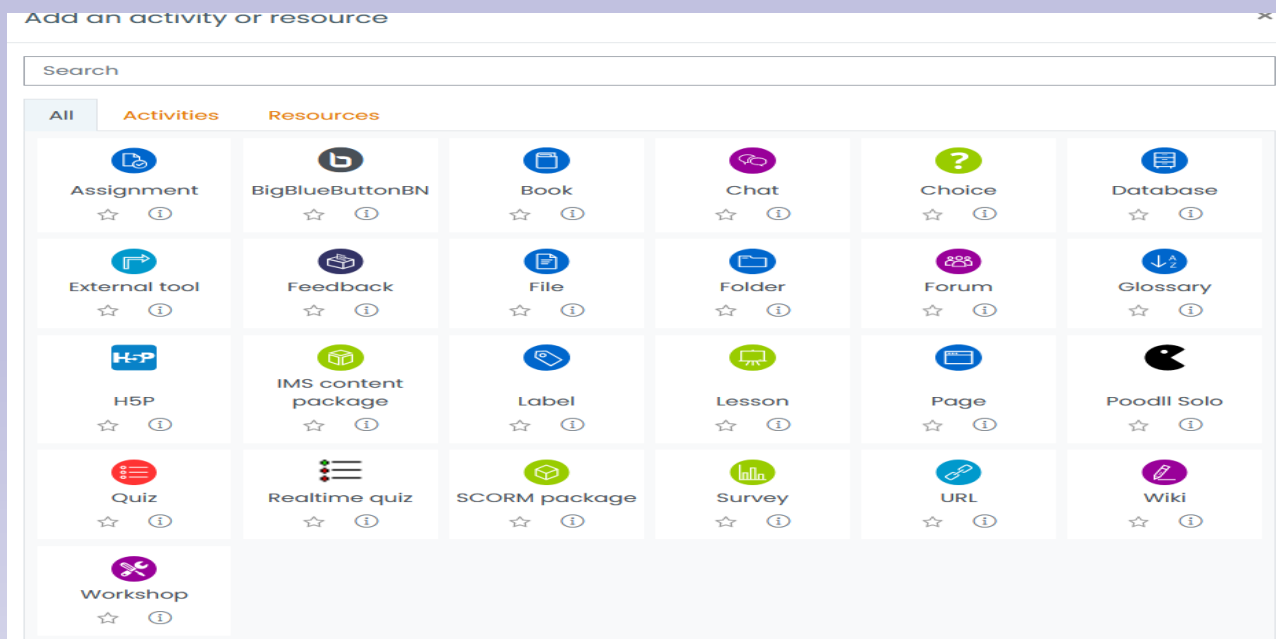 Add an activity or resource
Search
All Activities Resources
Assignment BigBlueButtonBN Book Chat Choice Database
External tool Feedback File Folder Forum Glossary
H5P IMS content package Label Lesson Page Poodll Solo
Quiz Realtime quiz SCORM package Survey URL Wiki
Workshop